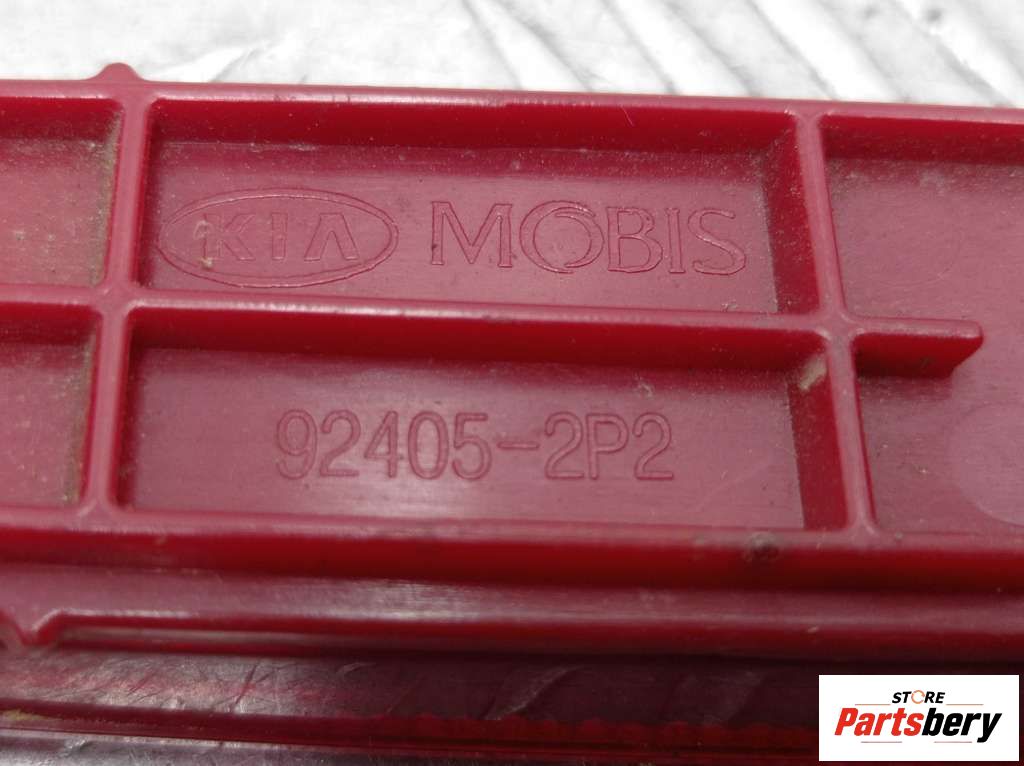 KIA MOBIS
92405-2P2
STORE
Partsbery